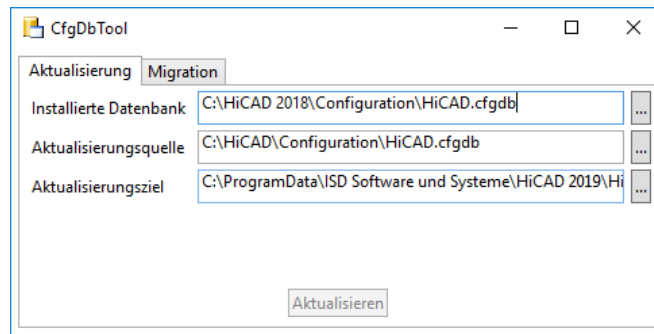 CfgDbTool
Aktualisierung Migration
Installierte Datenbank C:\HiCAD 2018\Configuration\HiCAD.cfgdb ...
Aktualisierungsquelle C:\HiCAD\Configuration\HiCAD.cfgdb ...
Aktualisierungsziel C:\ProgramData\ISD Software und Systeme\HiCAD 2019\Hi ...
Aktualisieren